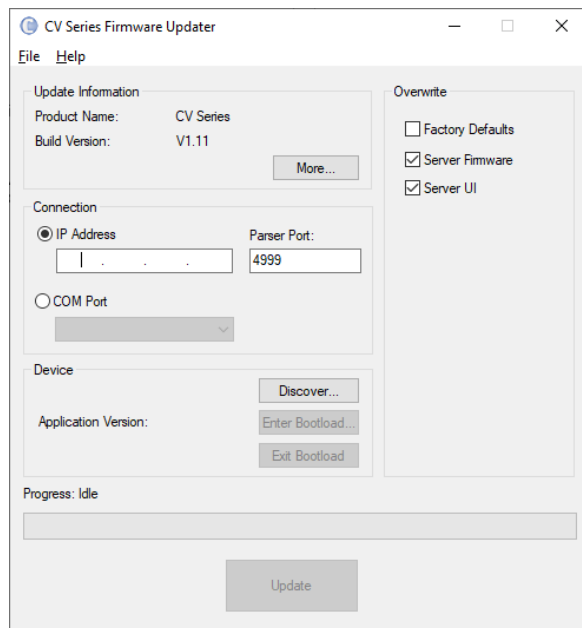 CV Series Firmware Updater
File Help
Update Information
Product Name: CV Series
Build Version: V1.11
More...
Connection
IP Address
Parser Port:
. . .
4999
COM Port
Device
Discover...
Application Version:
Enter Bootload...
Exit Bootload
Overwrite
Factory Defaults
Server Firmware
Server UI
Progress: Idle
Update